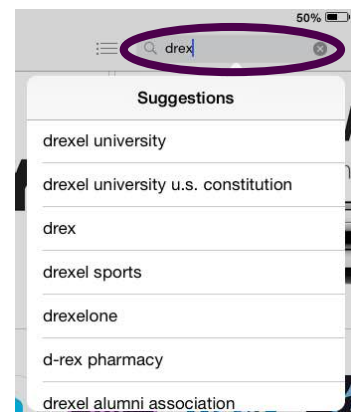 50%
drex
Suggestions
drexel university
drexel university u.s. constitution
drex
drexel sports
drexelone
d-rex pharmacy
drexel alumni association